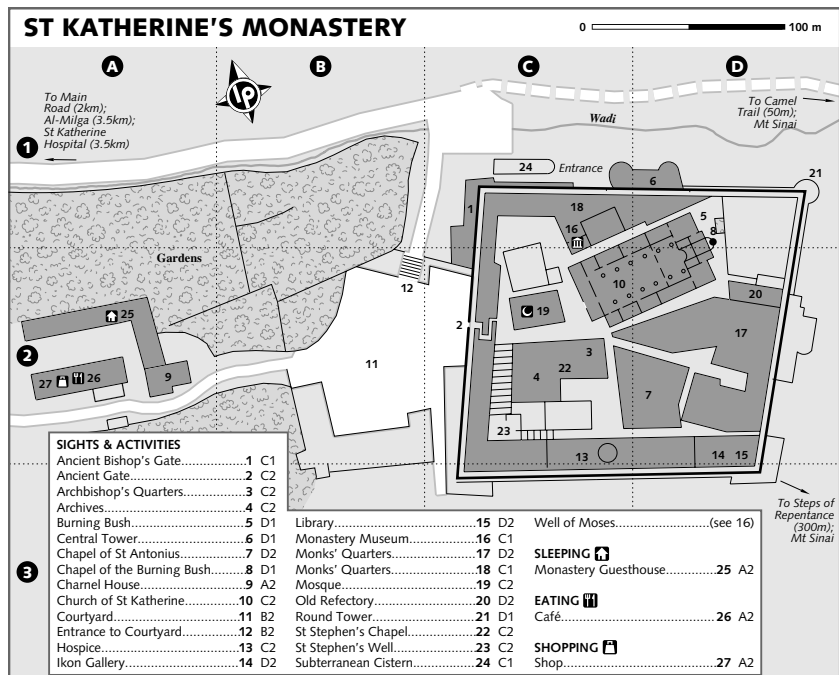 ST KATHERINE'S MONASTERY
0 100 m
A B C D
To Main
Road (2km);
Al-Milga (3.5km);
St Katherine
Hospital (3.5km)
lp
To Camel
Trail (50m);
Mt Sinai
Wadi
1
24 Entrance
6
21
1
18
16
5
8
Gardens
10
12
20
25
19
2
17
2
11
3
22
4
7
27 26
9
23
13
14 15
To Steps of
Repentance
(300m);
Mt Sinai
3
SIGHTS & ACTIVITIES
Ancient Bishop's Gate..............1 C1
Ancient Gate..............2 C2
Archbishop's Quarters..............3 C2
Archives..............4 C2
Burning Bush..............5 D1
Central Tower..............6 D1
Chapel of St Antonius..............7 D2
Chapel of the Burning Bush..............8 D1
Charnel House..............9 A2
Church of St Katherine..............10 C2
Courtyard..............11 B2
Entrance to Courtyard..............12 B2
Hospice..............13 C2
Ikon Gallery..............14 D2
Library..............15 D2
Monastery Museum..............16 C1
Monks' Quarters..............17 D2
Monks' Quarters..............18 C1
Mosque..............19 C2
Old Refectory..............20 D2
Round Tower..............21 D1
St Stephen's Chapel..............22 C2
St Stephen's Well..............23 C2
Subterranean Cistern..............24 C1
Well of Moses..............(see 16)
SLEEPING
Monastery Guesthouse..............25 A2
EATING
Café..............26 A2
SHOPPING
Shop..............27 A2